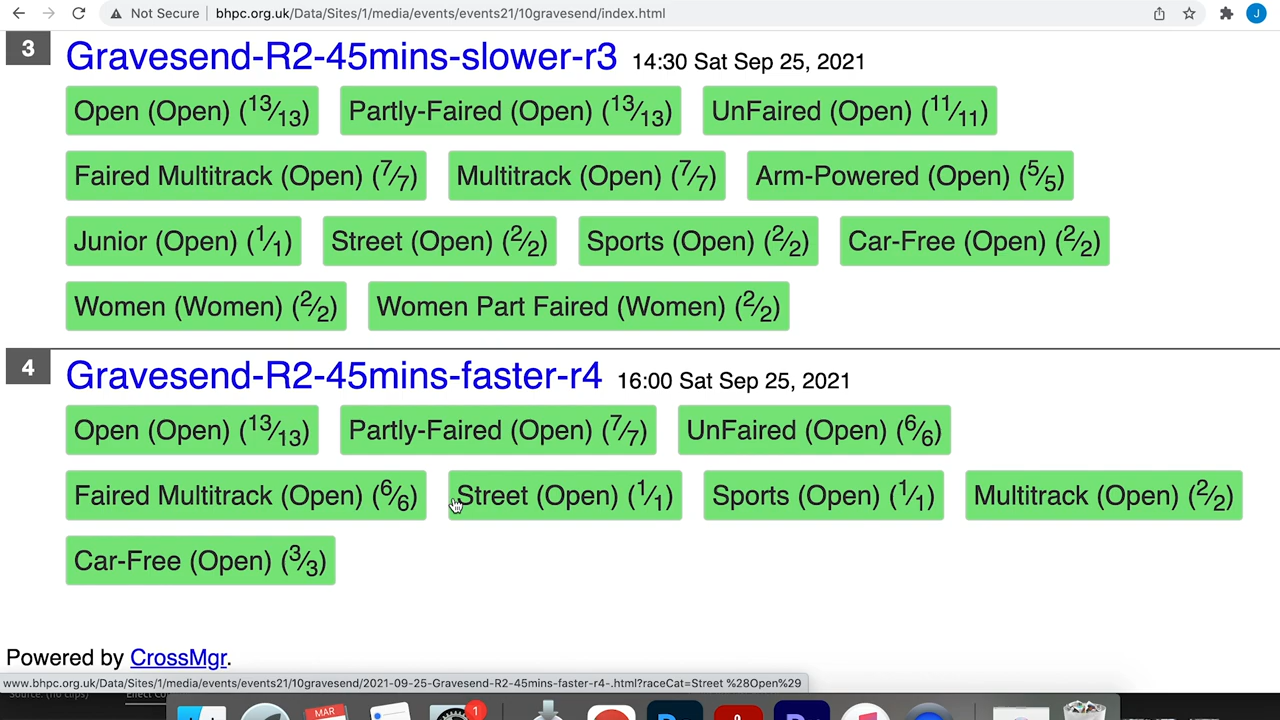 Not Secure | bhpc.org.uk/Data/Sites/1/media/events/events21/10gravesend/index.html
J
3
Gravesend-R2-45mins-slower-r3 14:30 Sat Sep 25, 2021
Open (Open) (13/13) Partly-Faired (Open) (13/13) UnFaired (Open) (11/11)
Faired Multitrack (Open) (7/7) Multitrack (Open) (7/7) Arm-Powered (Open) (5/5)
Junior (Open) (1/1) Street (Open) (2/2) Sports (Open) (2/2) Car-Free (Open) (2/2)
Women (Women) (2/2) Women Part Faired (Women) (2/2)
4
Gravesend-R2-45mins-faster-r4 16:00 Sat Sep 25, 2021
Open (Open) (13/13) Partly-Faired (Open) (7/7) UnFaired (Open) (6/6)
Faired Multitrack (Open) (6/6) Street (Open) (1/1) Sports (Open) (1/1) Multitrack (Open) (2/2)
Car-Free (Open) (3/3)
Powered by CrossMgr.
www.bhpc.org.uk/Data/Sites/1/media/events/events21/10gravesend/2021-09-25-Gravesend-R2-45mins-faster-r4-.html?raceCat=Street %28Open%29
Source: (no clips) Effect Co
MAR
1